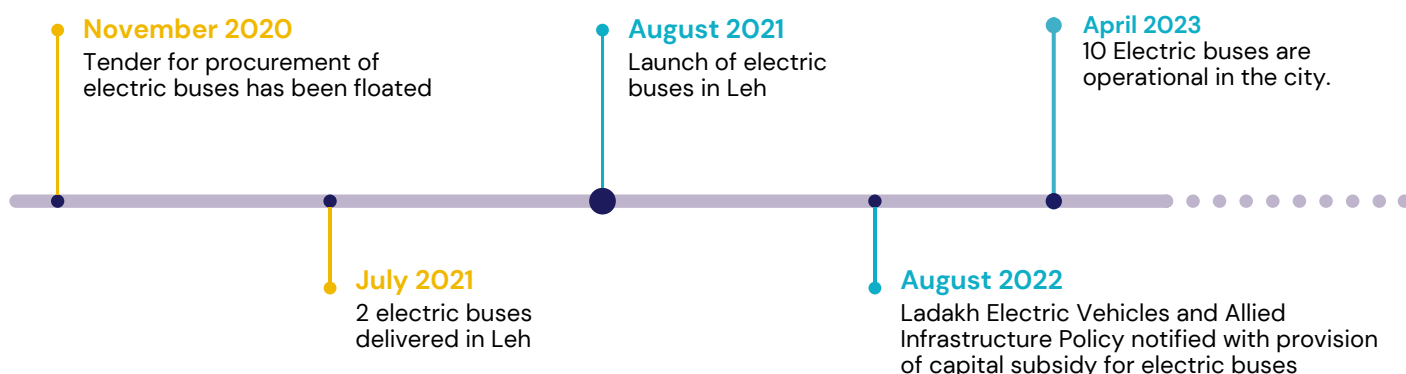 November 2020
Tender for procurement of
electric buses has been floated
July 2021
2 electric buses
delivered in Leh
August 2021
Launch of electric
buses in Leh
August 2022
Ladakh Electric Vehicles and Allied
Infrastructure Policy notified with provision
of capital subsidy for electric buses
April 2023
10 Electric buses are
operational in the city.